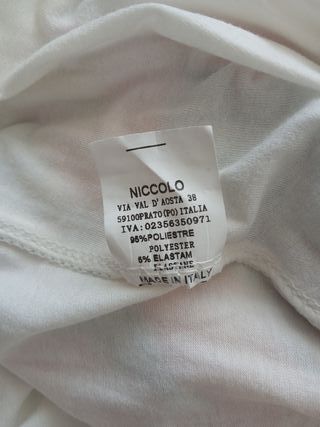 NICCOLO
VIA VAL D'AOSTA 38
59100PRATO(PO)ITALIA
IVA:02356350971
95%POLIESTRE
POLYESTER
5% ELASTAM
ELASTANE
MADE IN ITALY